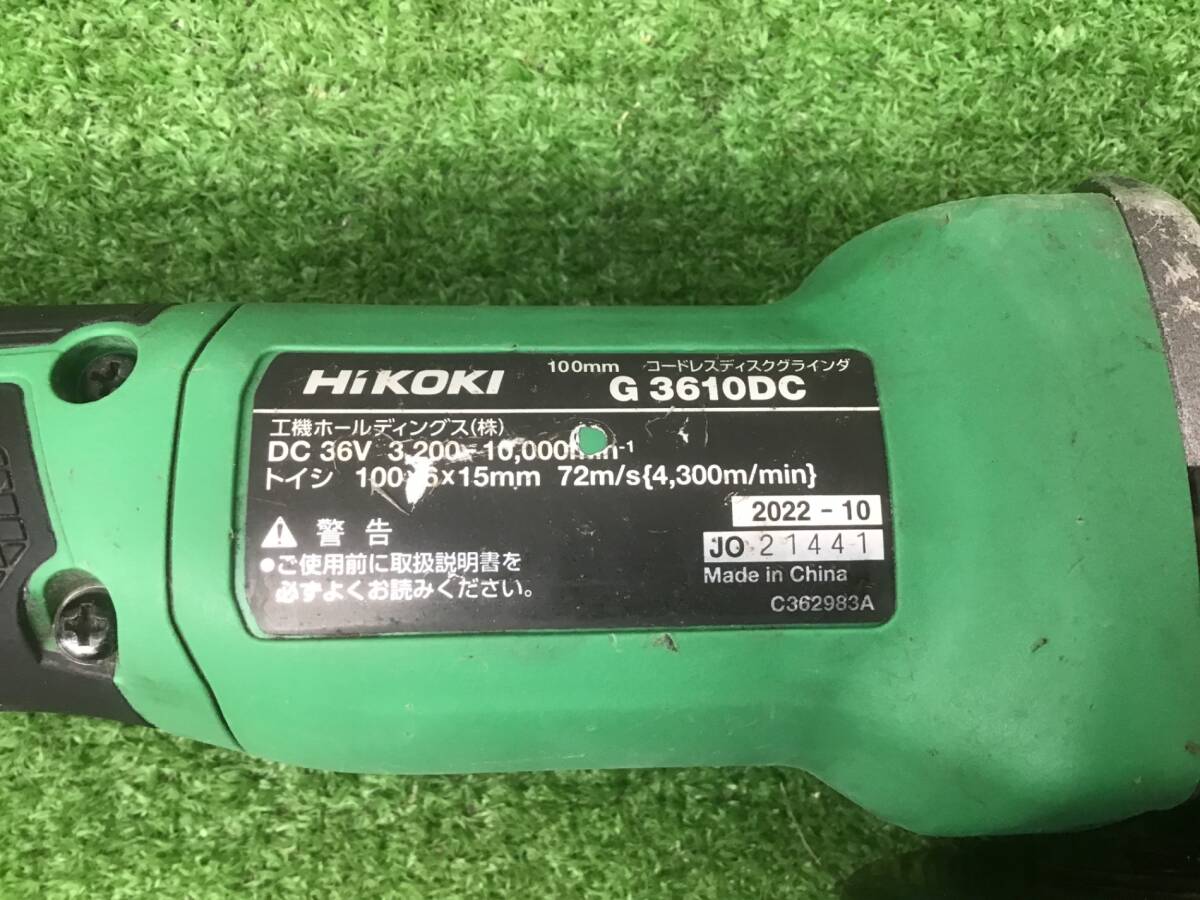 100mm コードレスディスクグラインダ
HiKOKI G 3610DC
工機ホールディングス(株)
DC 36V 3,200-10,000min-1
トイシ 100×6×15mm 72m/s{4,300m/min}
警告
●ご使用前に取扱説明書を
必ずよくお読みください。
2022-10
JO 21441
Made in China
C362983A